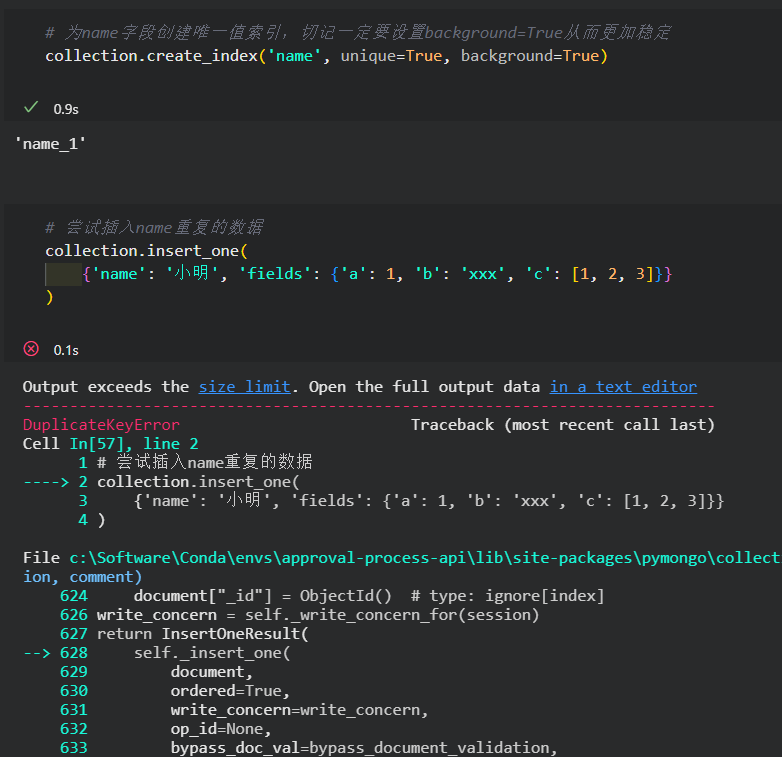 # 为name字段创建唯一值索引，切记一定要设置background=True从而更加稳定
collection.create_index('name', unique=True, background=True)
0.9s
'name_1'
# 尝试插入name重复的数据
collection.insert_one(
{'name': '小明', 'fields': {'a': 1, 'b': 'xxx', 'c': [1, 2, 3]}}
)
0.1s
Output exceeds the size limit. Open the full output data in a text editor
---------------------------------------------------------------------------
DuplicateKeyError                         Traceback (most recent call last)
Cell In[57], line 2
1 # 尝试插入name重复的数据
----> 2 collection.insert_one(
3     {'name': '小明', 'fields': {'a': 1, 'b': 'xxx', 'c': [1, 2, 3]}}
4 )
File c:\Software\Conda\envs\approval-process-api\lib\site-packages\pymongo\collect
ion, comment)
624     document["_id"] = ObjectId()  # type: ignore[index]
626 write_concern = self._write_concern_for(session)
627 return InsertOneResult(
--> 628     self._insert_one(
629         document,
630         ordered=True,
631         write_concern=write_concern,
632         op_id=None,
633         bypass_doc_val=bypass_document_validation,